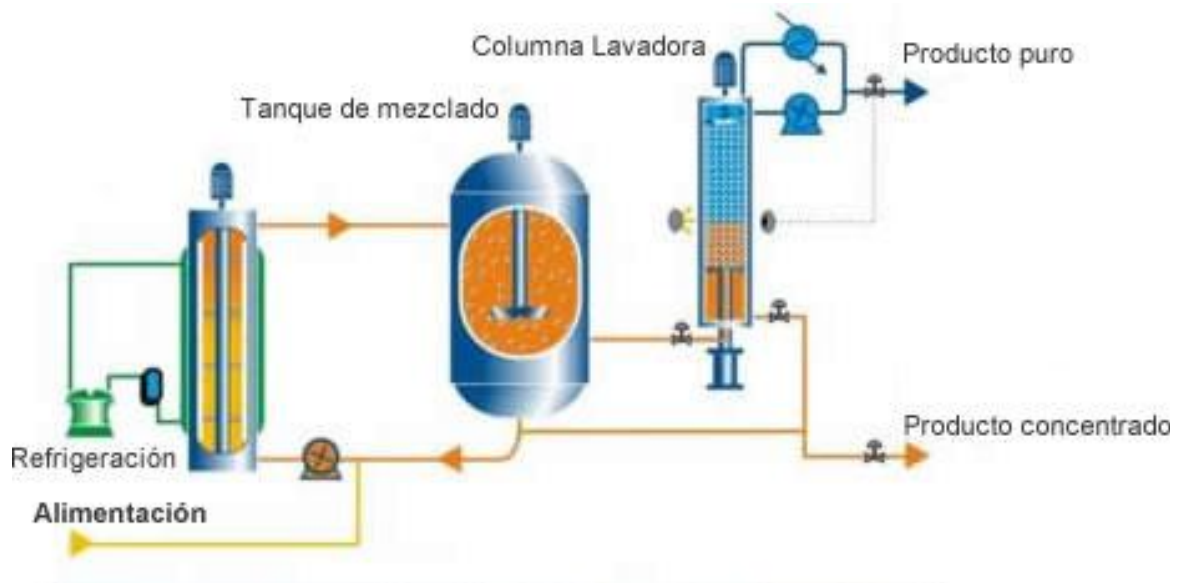 Columna Lavadora
Producto puro
Tanque de mezclado
Producto concentrado
Refrigeración
Alimentación